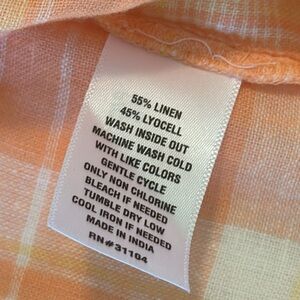 55% LINEN
45% LYOCELL
WASH INSIDE OUT
MACHINE WASH COLD
WITH LIKE COLORS
GENTLE CYCLE
ONLY NON CHLORINE
BLEACH IF NEEDED
TUMBLE DRY LOW
COOL IRON IF NEEDED
MADE IN INDIA
RN#31104